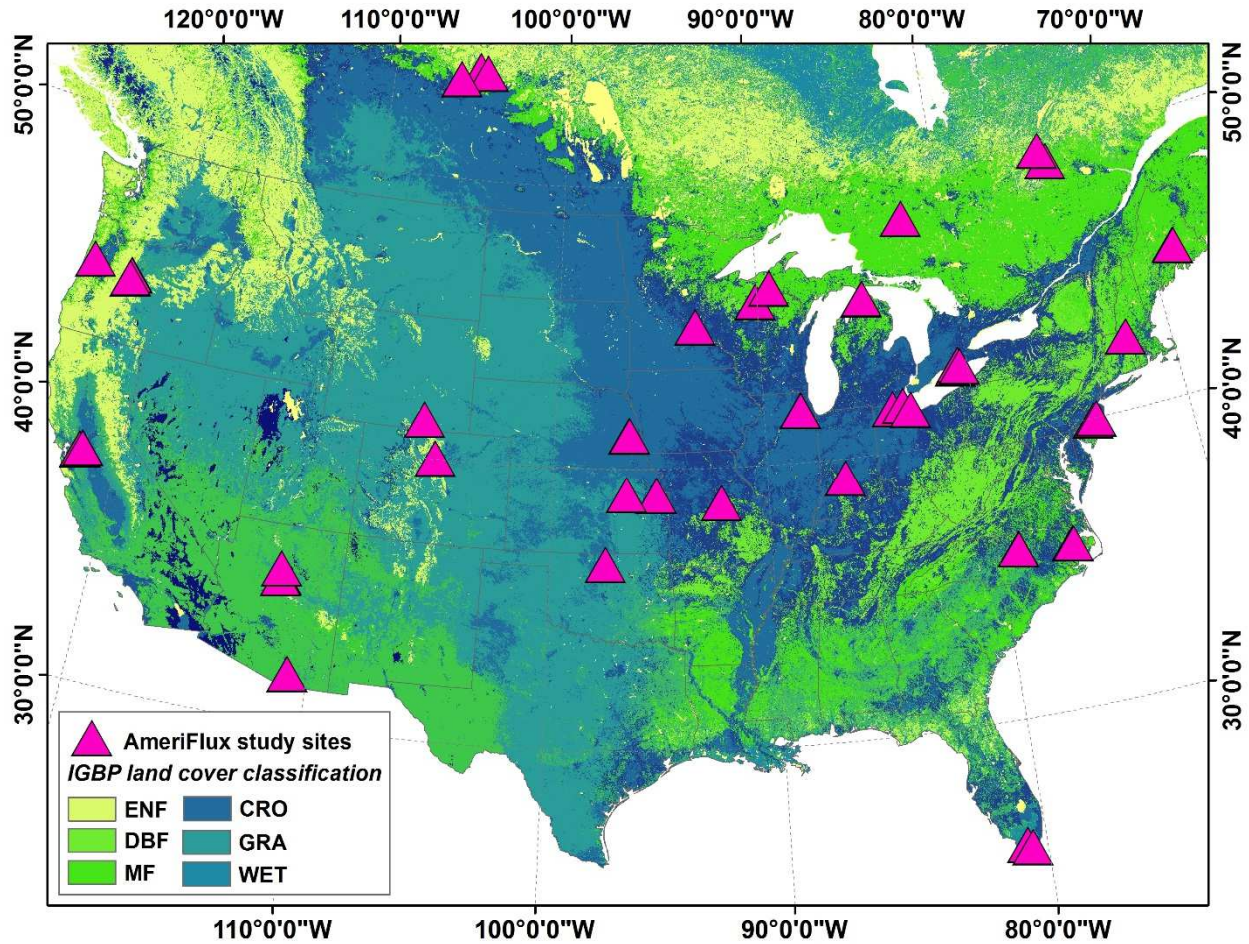 120°0'0"W 110°0'0"W 100°0'0"W 90°0'0"W 80°0'0"W 70°0'0"W
50°0'0"N 50°0'0"N
40°0'0"N 40°0'0"N
30°0'0"N 30°0'0"N
AmeriFlux study sites
IGBP land cover classification
ENF CRO
DBF GRA
MF WET
110°0'0"W 100°0'0"W 90°0'0"W 80°0'0"W